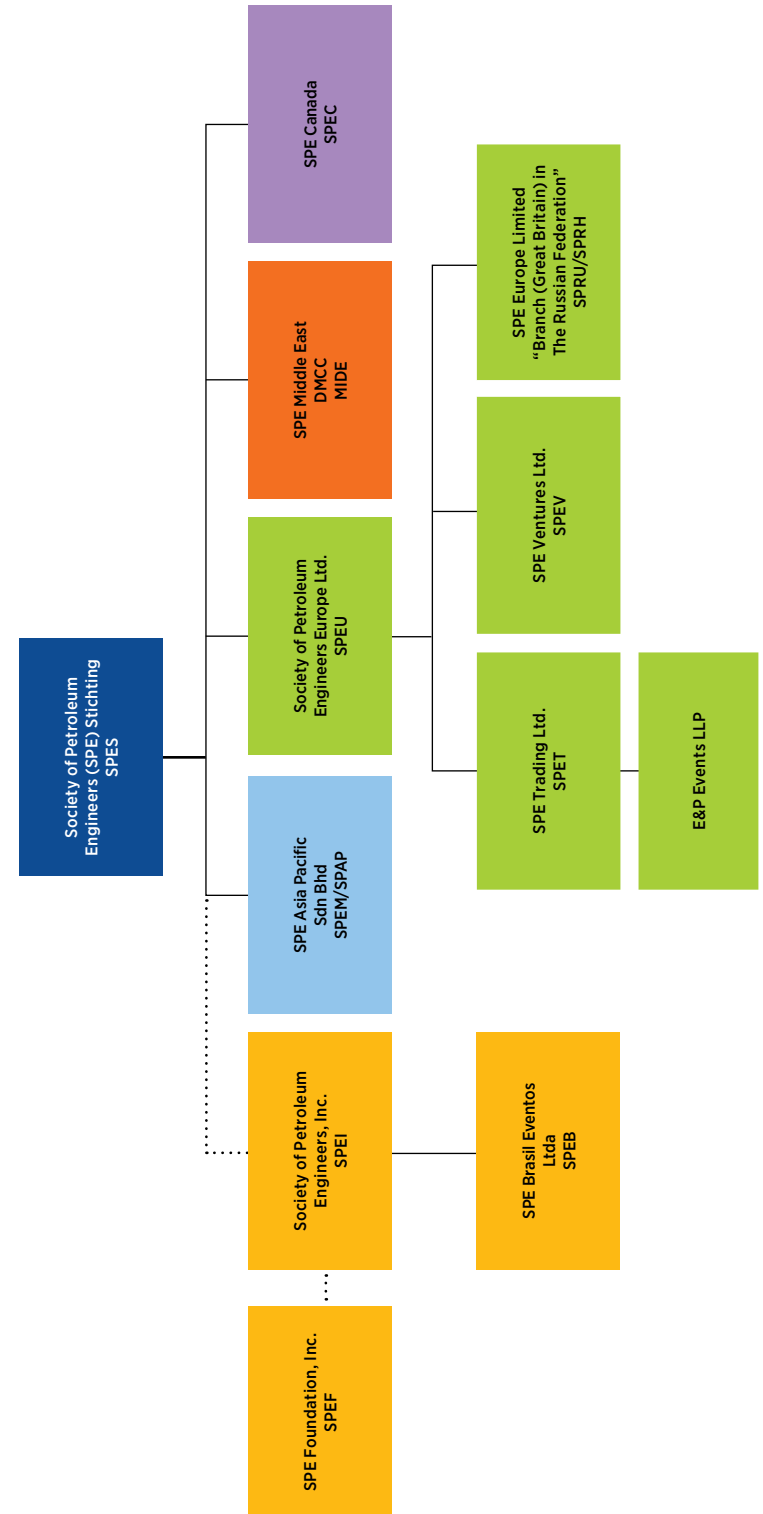 Society of Petroleum
Engineers (SPE) Stichting
SPES
SPE Foundation, Inc.
SPEF
Society of Petroleum
Engineers, Inc.
SPEI
SPE Asia Pacific
Sdn Bhd
SPEM/SPAP
Society of Petroleum
Engineers Europe Ltd.
SPEU
SPE Middle East
DMCC
MIDE
SPE Canada
SPEC
SPE Brasil Eventos
Ltda
SPEB
SPE Trading Ltd.
SPET
SPE Ventures Ltd.
SPEV
SPE Europe Limited
“Branch (Great Britain) in
The Russian Federation”
SPRU/SPRH
E&P Events LLP